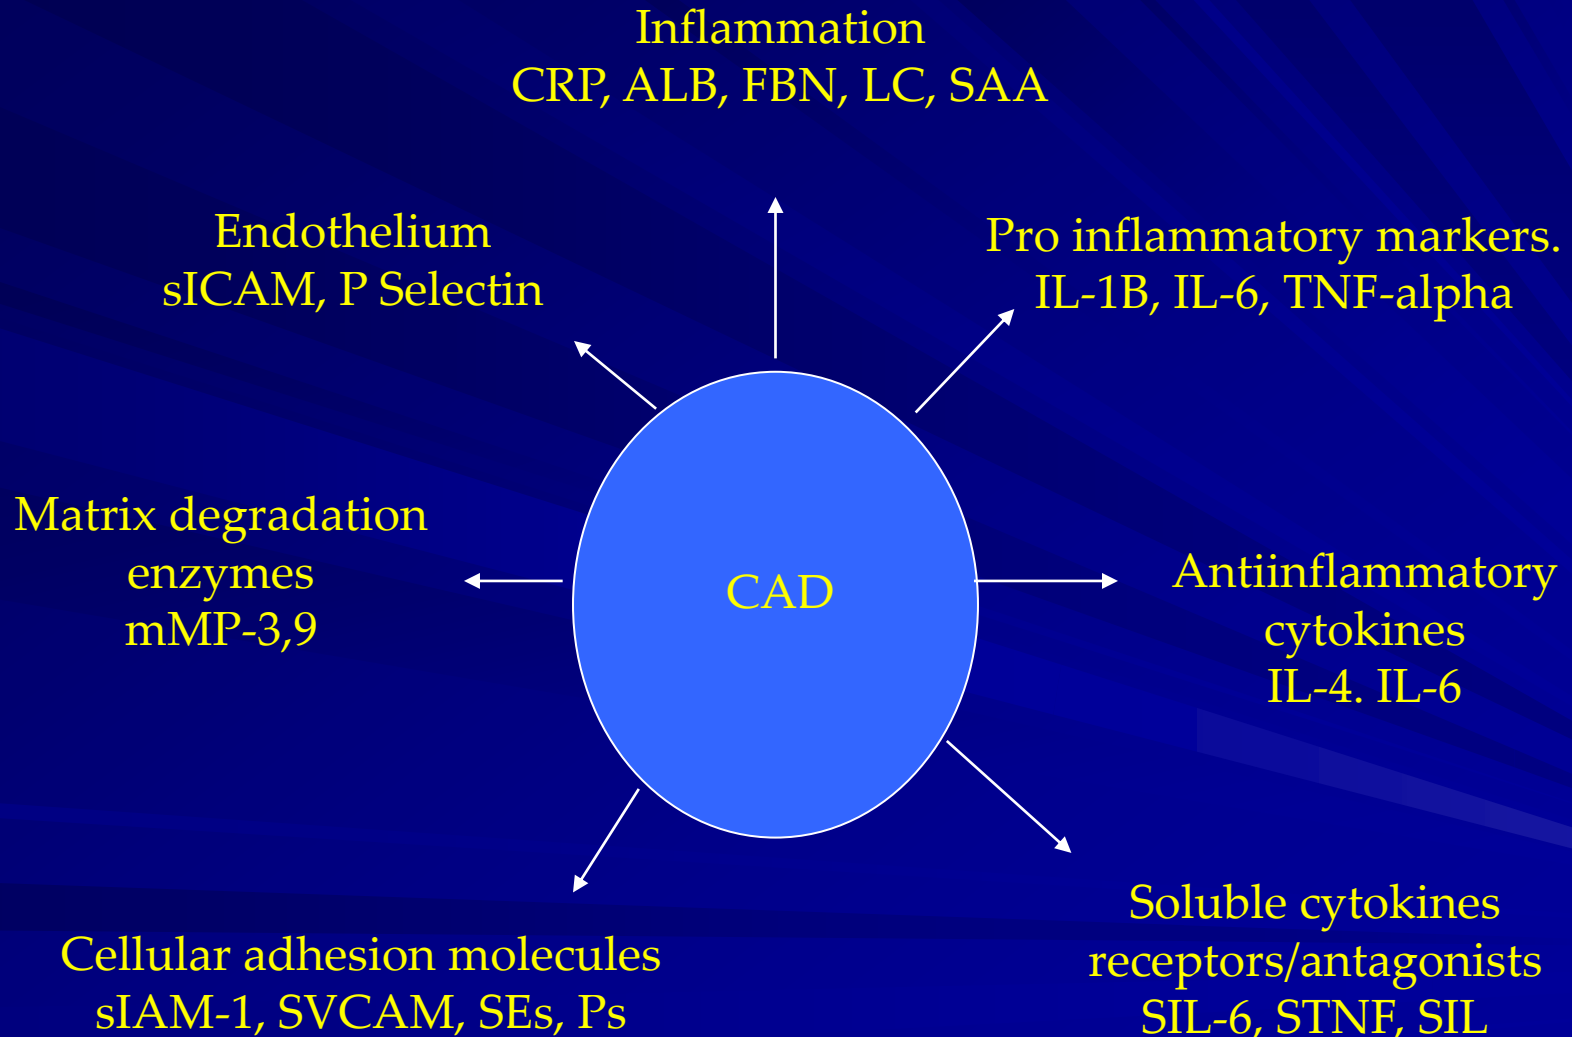 Inflammation
CRP, ALB, FBN, LC, SAA
Endothelium
sICAM, P Selectin
Pro inflammatory markers.
IL-1B, IL-6, TNF-alpha
Matrix degradation
enzymes
mMP-3,9
CAD
Antiinflammatory
cytokines
IL-4. IL-6
Cellular adhesion molecules
sIAM-1, SVCAM, SEs, Ps
Soluble cytokines
receptors/antagonists
SIL-6, STNF, SIL